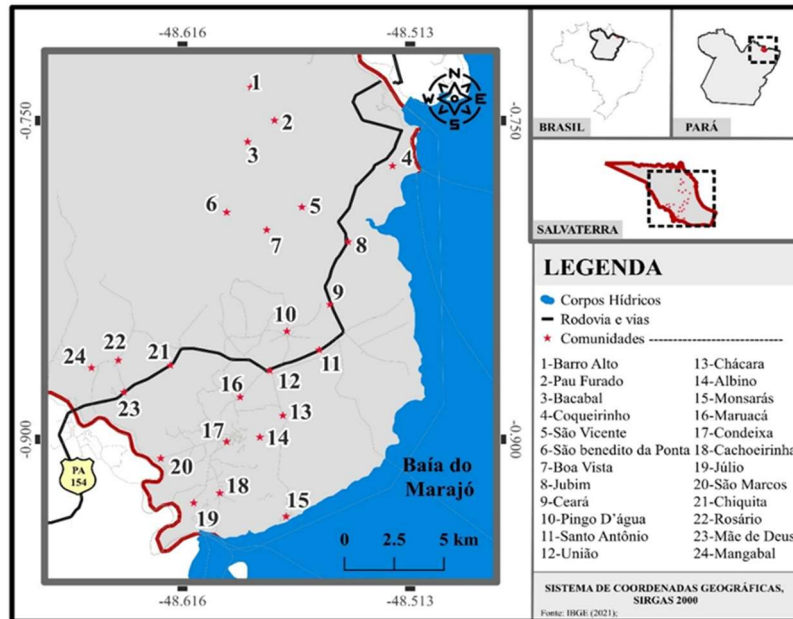 -48.616
-48.513
-0.750
-0.750
-0.900
-0.900
-48.616
-48.513
N
W E
S
1
2
3
4
5
6
7
8
9
10
11
12
13
14
15
16
17
18
19
20
21
22
23
24
PA
154
Baía do
Marajó
0 2.5 5 km
BRASIL
PARÁ
SALVATERRA
LEGENDA
Corpos Hídricos
Rodovia e vias
Comunidades ---------------------------
1-Barro Alto
2-Pau Furado
3-Bacabal
4-Coqueirinho
5-São Vicente
6-São benedito da Ponta
7-Boa Vista
8-Jubim
9-Ceará
10-Pingo D'água
11-Santo Antônio
12-União
13-Chácara
14-Albino
15-Monsarás
16-Maruacá
17-Condeixa
18-Cachoeirinha
19-Júlio
20-São Marcos
21-Chiquita
22-Rosário
23-Mãe de Deus
24-Mangabal
SISTEMA DE COORDENADAS GEOGRÁFICAS,
SIRGAS 2000
Fonte: IBGE (2021);